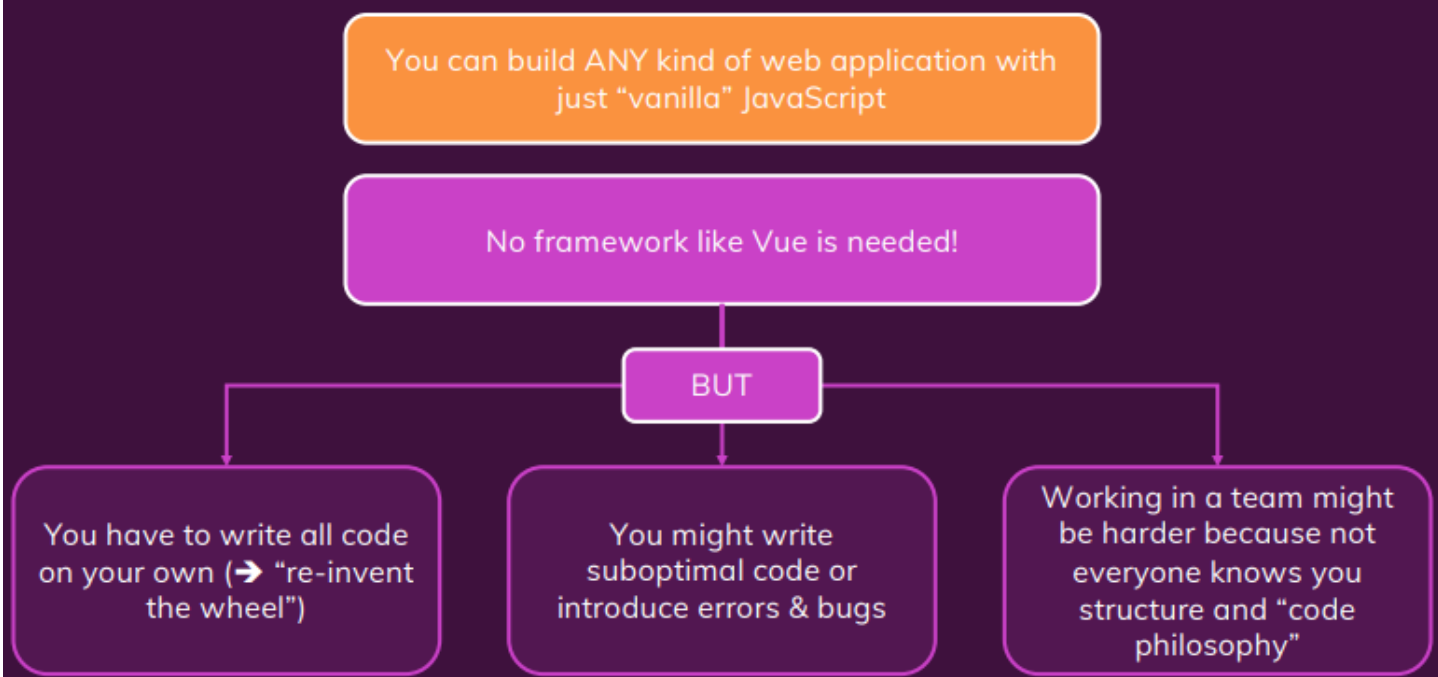 You can build ANY kind of web application with
just “vanilla” JavaScript
No framework like Vue is needed!
BUT
You have to write all code
on your own (➔ “re-invent
the wheel”)
You might write
suboptimal code or
introduce errors & bugs
Working in a team might
be harder because not
everyone knows you
structure and “code
philosophy”